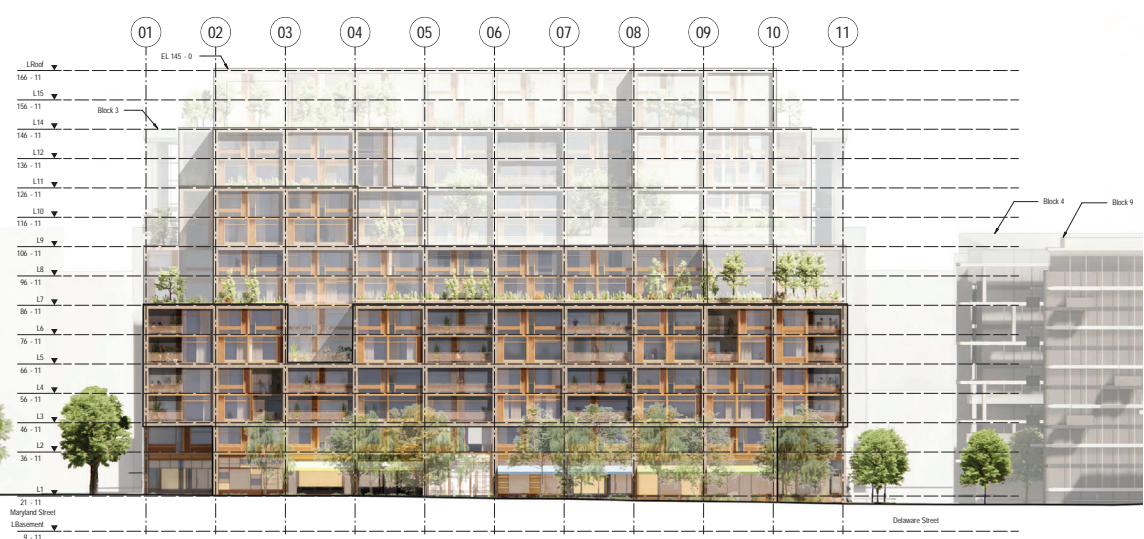 01 02 03 04 05 06 07 08 09 10 11
EL 145 - 0
LRoof
166 - 11
L15
156 - 11
Block 3
L14
146 - 11
L12
136 - 11
L11
126 - 11
L10
116 - 11
Block 4
Block 9
L9
106 - 11
L8
96 - 11
L7
86 - 11
L6
76 - 11
L5
66 - 11
L4
56 - 11
L3
46 - 11
L2
36 - 11
L1
21 - 11
Maryland Street
LBasement
Delaware Street
9 - 11